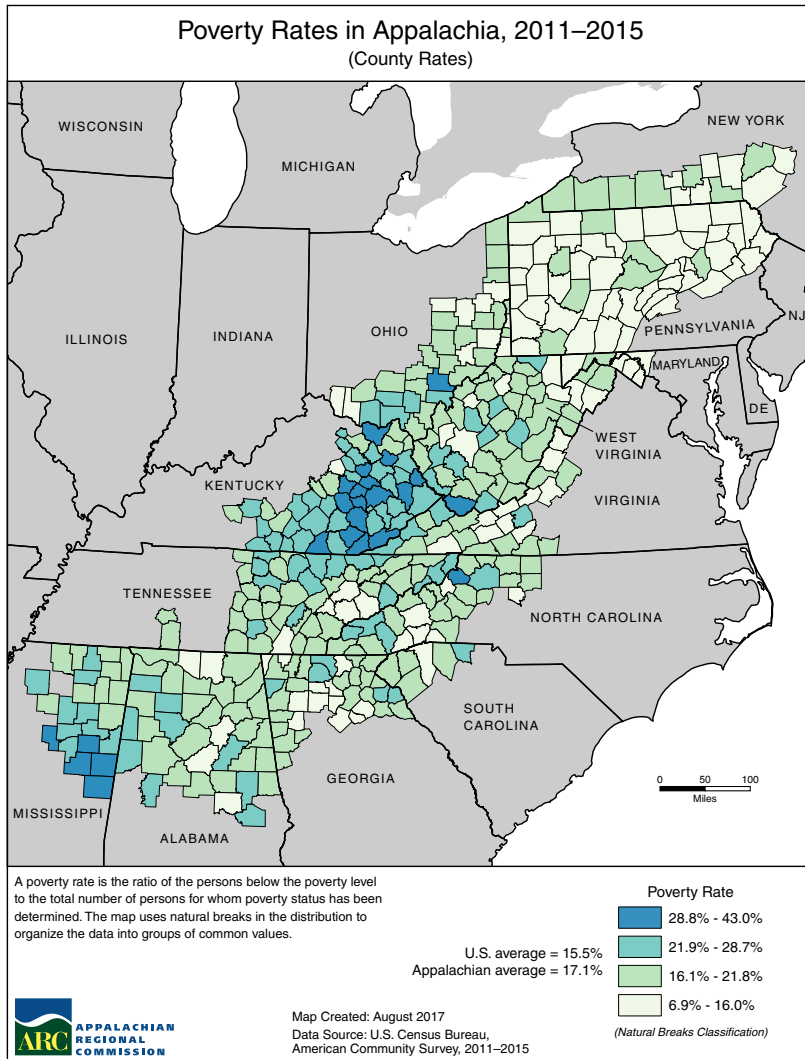 Poverty Rates in Appalachia, 2011–2015
(County Rates)
WISCONSIN
MICHIGAN
NEW YORK
ILLINOIS
INDIANA
OHIO
PENNSYLVANIA
NJ
MARYLAND
DE
WEST
VIRGINIA
KENTUCKY
VIRGINIA
TENNESSEE
NORTH CAROLINA
SOUTH
CAROLINA
MISSISSIPPI
ALABAMA
GEORGIA
0 50 100
Miles
A poverty rate is the ratio of the persons below the poverty level
to the total number of persons for whom poverty status has been
determined. The map uses natural breaks in the distribution to
organize the data into groups of common values.
U.S. average = 15.5%
Appalachian average = 17.1%
Poverty Rate
28.8% - 43.0%
21.9% - 28.7%
16.1% - 21.8%
6.9% - 16.0%
(Natural Breaks Classification)
ARC
APPALACHIAN
REGIONAL
COMMISSION
Map Created: August 2017
Data Source: U.S. Census Bureau,
American Community Survey, 2011–2015